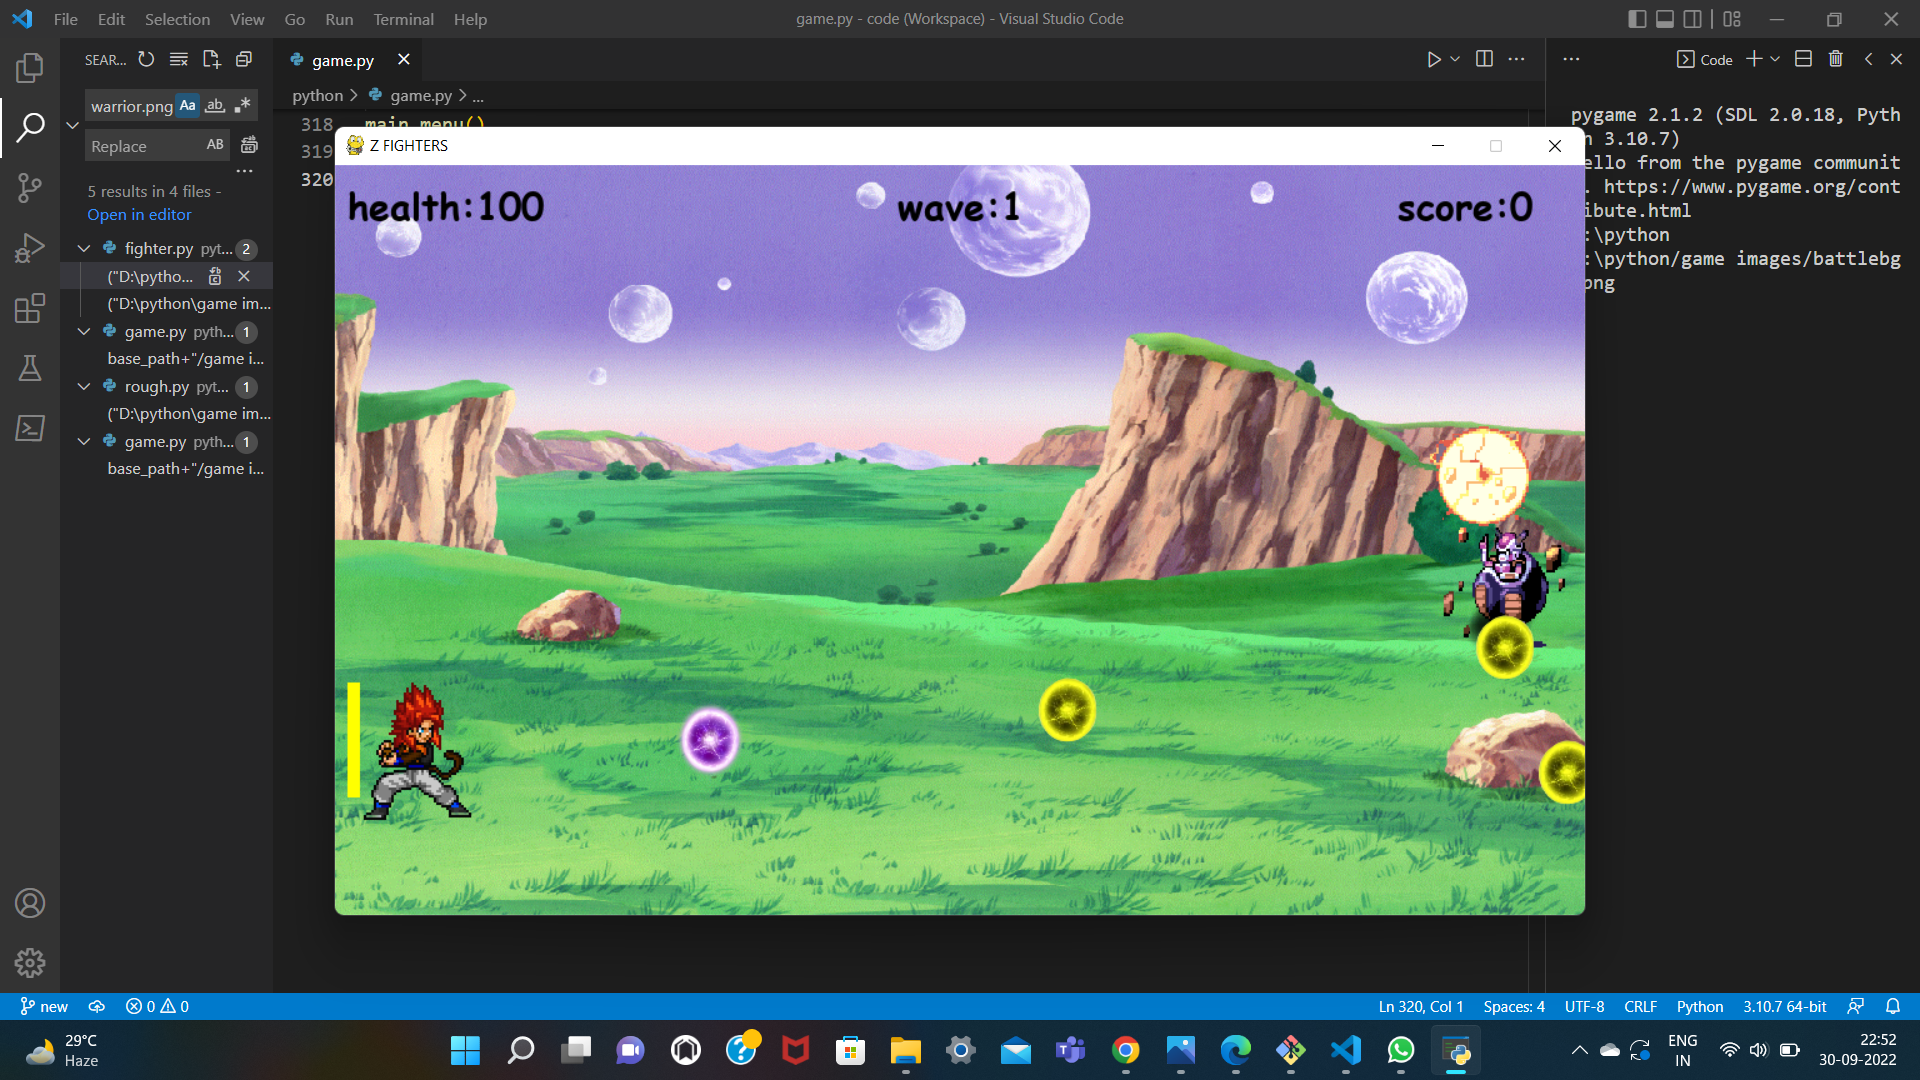 File Edit Selection View Go Run Terminal Help
game.py - code (Workspace) - Visual Studio Code
SEAR...
game.py
Code
warrior.png
Aa
ab
Replace
AB
5 results in 4 files -
Open in editor
fighter.py pyt... 2
("D:\pytho...
("D:\python\game im...
game.py pyth... 1
base_path+"/game i...
rough.py pyt... 1
("D:\python\game im...
game.py pyth... 1
base_path+"/game i...
python > game.py > ...
318 main_menu()
319
320
Z FIGHTERS
health:100
wave:1
score:0
pygame 2.1.2 (SDL 2.0.18, Pyth
n 3.10.7)
ello from the pygame communit
. https://www.pygame.org/cont
ibute.html
:\python
:\python/game images/battlebg
png
new
0 0
Ln 320, Col 1
Spaces: 4
UTF-8
CRLF
Python
3.10.7 64-bit
29°C
Haze
ENG
IN
22:52
30-09-2022